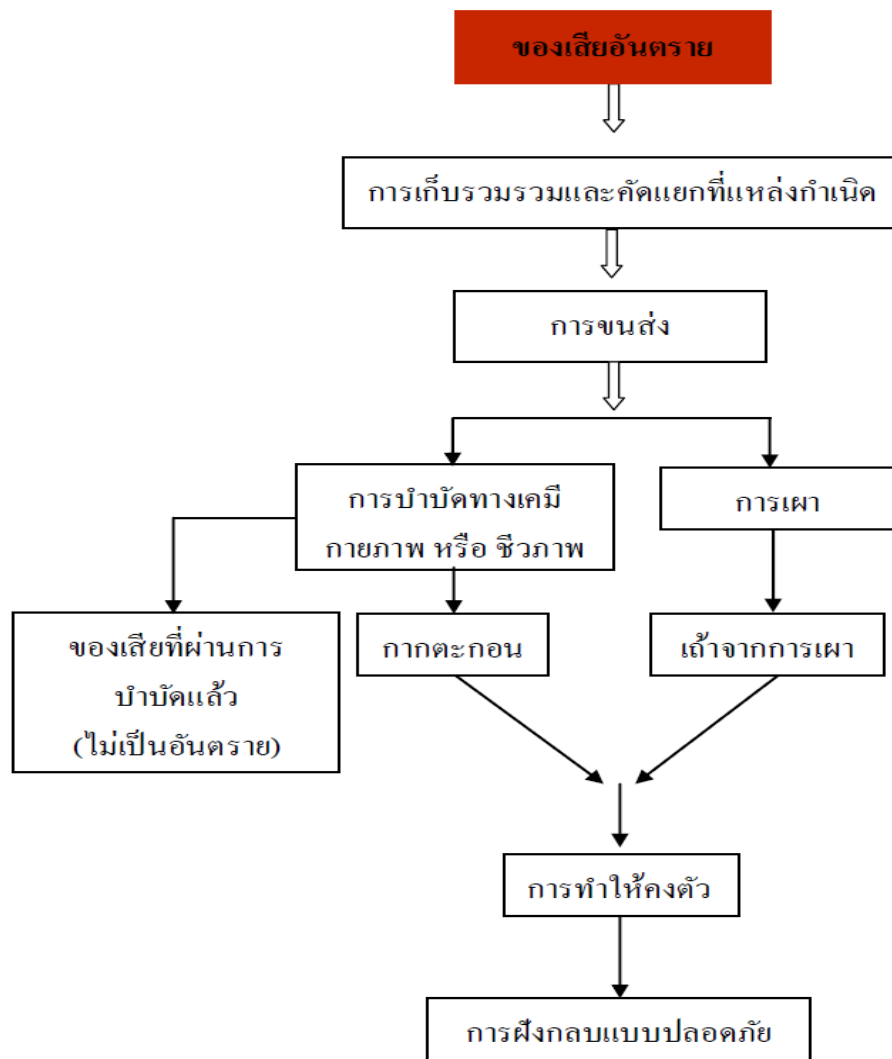 ของเสียอันตราย
การเก็บรวมรวมและคัดแยกที่แหล่งกำเนิด
การขนส่ง
การบำบัดทางเคมี
กายภาพ หรือ ชีวภาพ
การเผา
ของเสียที่ผ่านการ
บำบัดแล้ว
(ไม่เป็นอันตราย)
กากตะกอน
เถ้าจากการเผา
การทำให้คงตัว
การฝังกลบแบบปลอดภัย